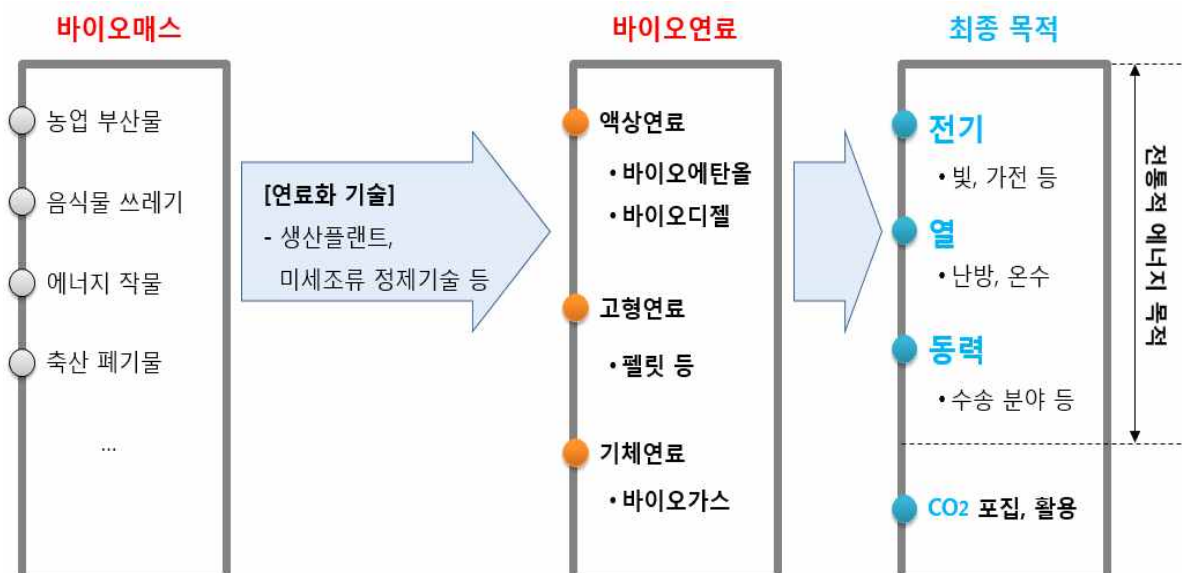 바이오매스
농업 부산물
음식물 쓰레기
에너지 작물
축산 폐기물
...
[연료화 기술]
- 생산플랜트,
미세조류 정제기술 등
바이오연료
액상연료
• 바이오에탄올
• 바이오디젤
고형연료
• 펠릿 등
기체연료
• 바이오가스
최종 목적
전기
• 빛, 가전 등
열
• 난방, 온수
동력
• 수송 분야 등
CO2 포집, 활용
전통적 에너지 목적